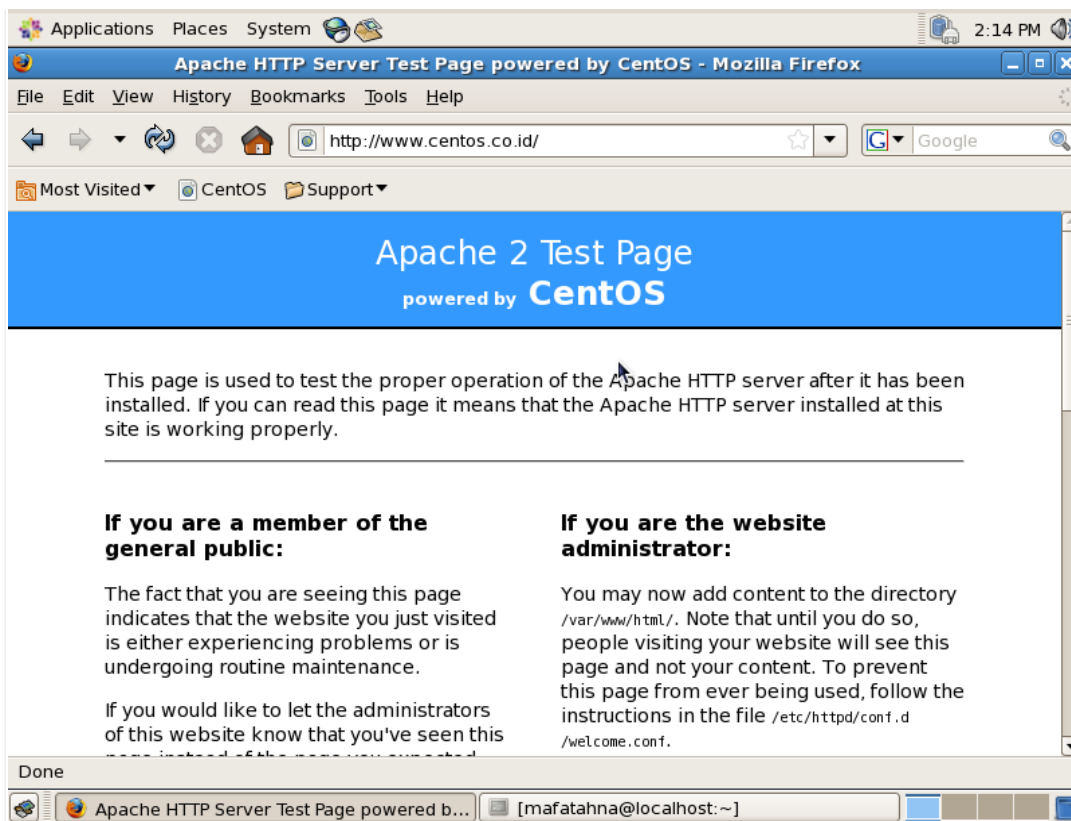 Applications Places System 2:14 PM
Apache HTTP Server Test Page powered by CentOS - Mozilla Firefox
File Edit View History Bookmarks Tools Help
http://www.centos.co.id/ G Google
Most Visited CentOS Support
Apache 2 Test Page
powered by CentOS
This page is used to test the proper operation of the Apache HTTP server after it has been
installed. If you can read this page it means that the Apache HTTP server installed at this
site is working properly.
If you are a member of the
general public:
The fact that you are seeing this page
indicates that the website you just visited
is either experiencing problems or is
undergoing routine maintenance.
If you would like to let the administrators
of this website know that you've seen this
page instead of the page you expected,
If you are the website
administrator:
You may now add content to the directory
/var/www/html/. Note that until you do so,
people visiting your website will see this
page and not your content. To prevent
this page from ever being used, follow the
instructions in the file /etc/httpd/conf.d
/welcome.conf.
Done
Apache HTTP Server Test Page powered b... [mafatahna@localhost:~]